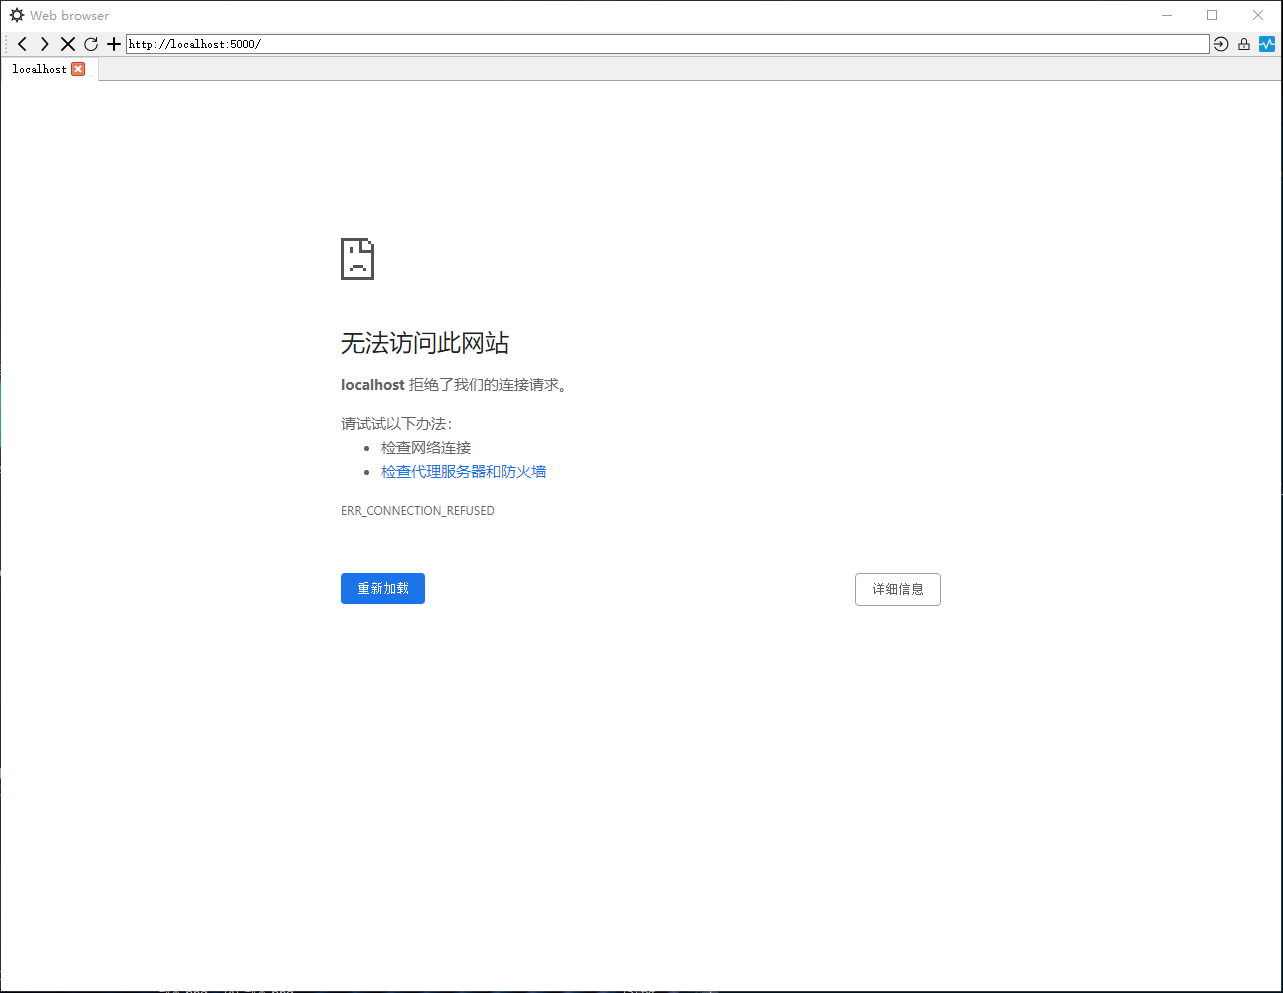 Web browser
http://localhost:5000/
localhost
无法访问此网站
localhost 拒绝了我们的连接请求。
请试试以下办法：
检查网络连接
检查代理服务器和防火墙
ERR_CONNECTION_REFUSED
重新加载
详细信息